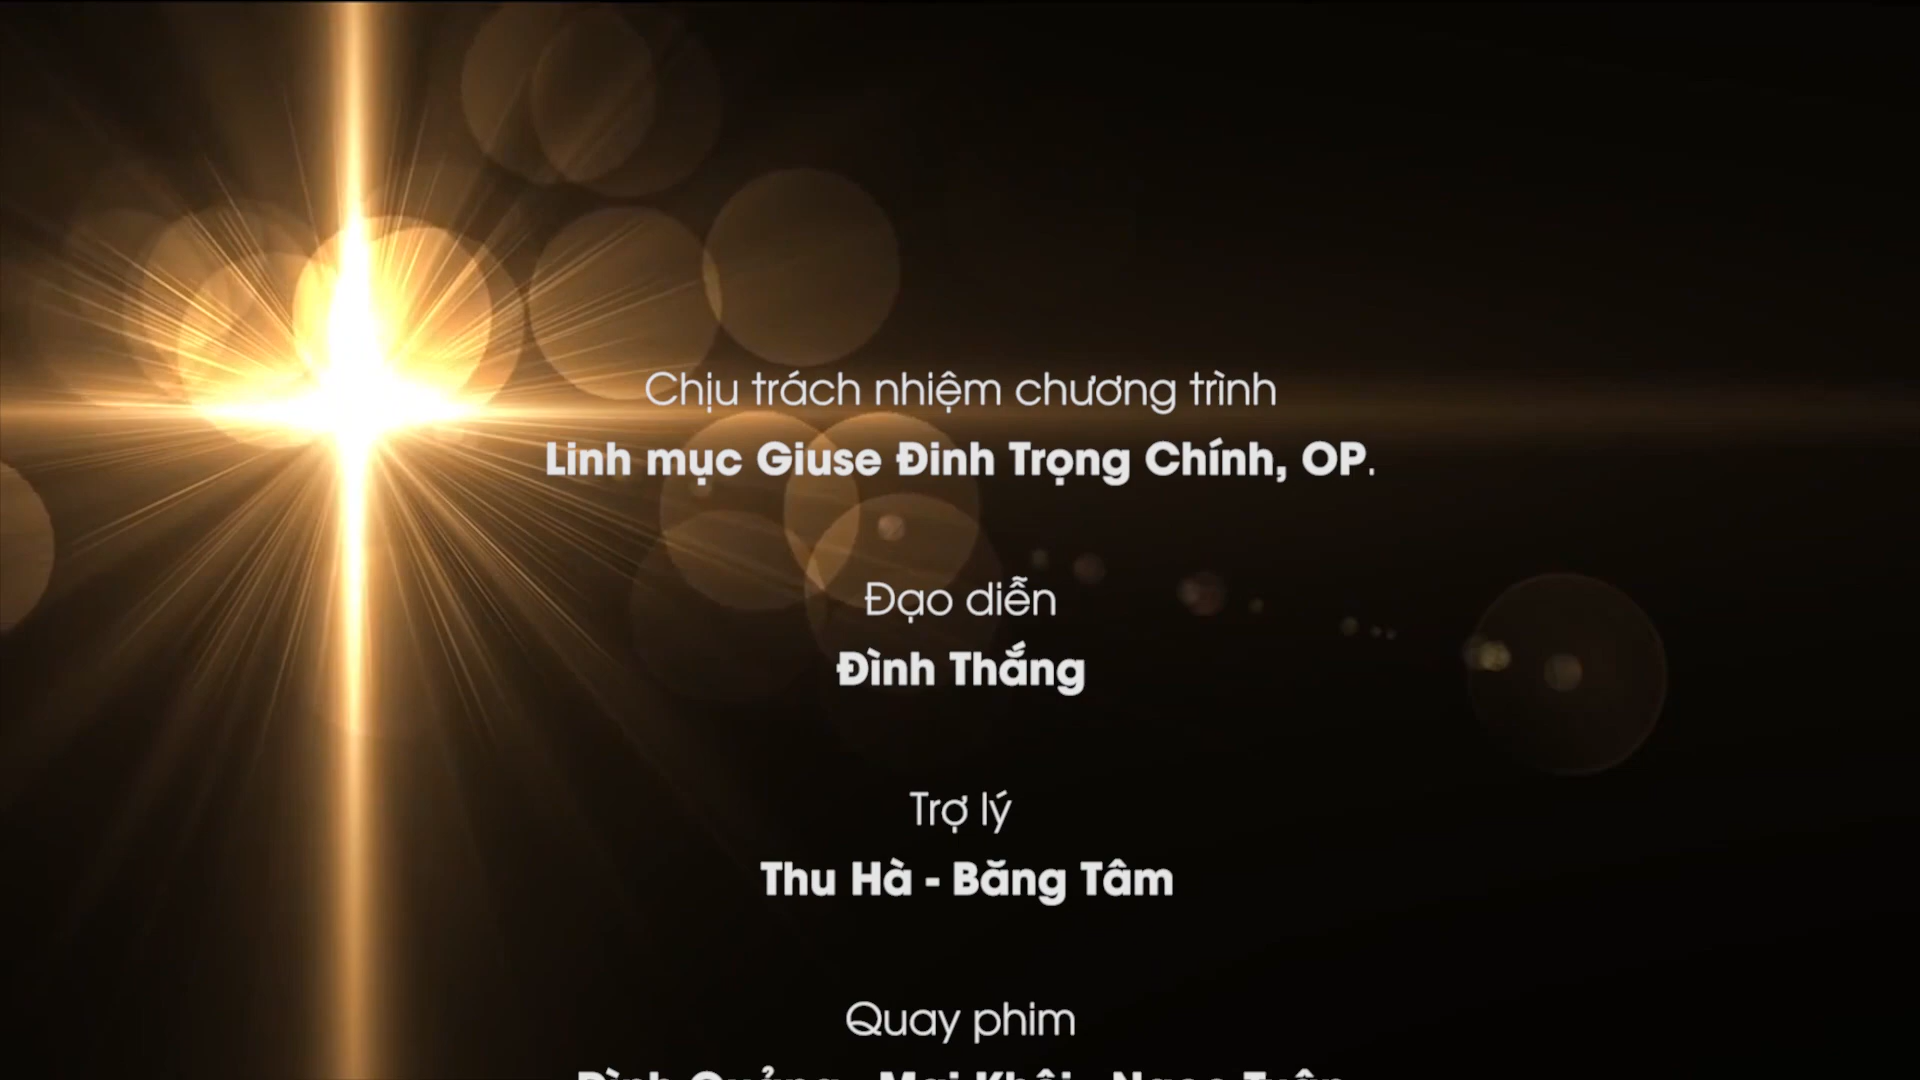 Chịu trách nhiệm chương trình
Linh mục Giuse Đinh Trọng Chính, OP.
Đạo diễn
Đình Thắng
Trợ lý
Thu Hà - Băng Tâm
Quay phim